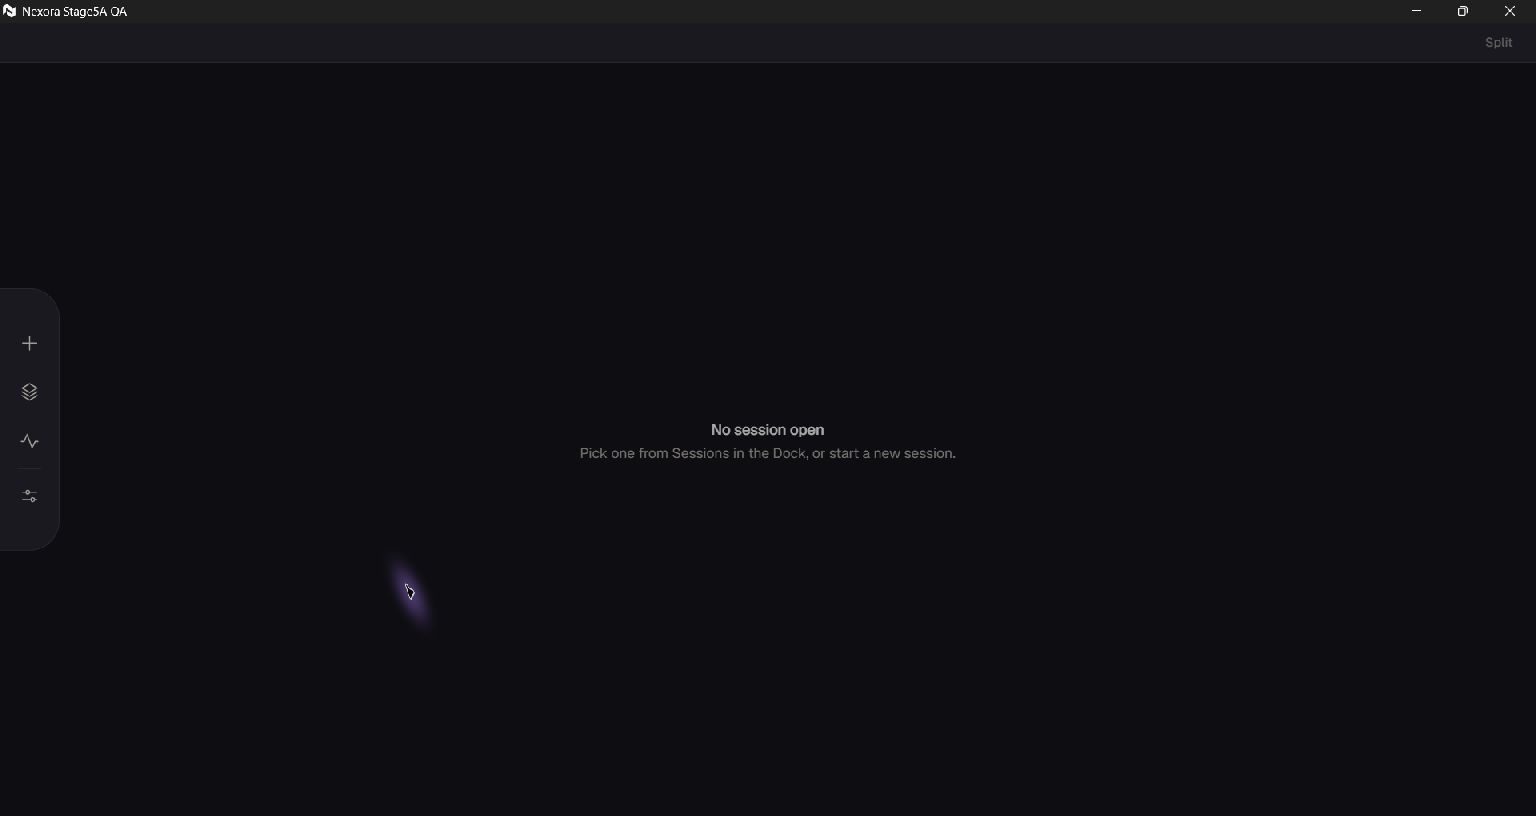 Nexora Stage5A QA
Split
No session open
Pick one from Sessions in the Dock, or start a new session.